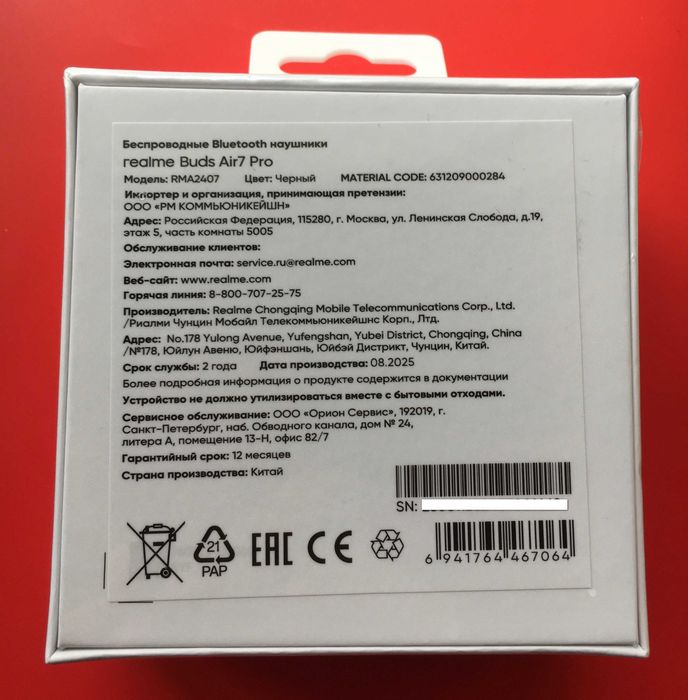 Беспроводные Bluetooth наушники
realme Buds Air7 Pro
Модель: RMA2407 Цвет: Черный MATERIAL CODE: 631209000284
Импортер и организация, принимающая претензии:
ООО «РМ КОММЬЮНИКЕЙШН»
Адрес: Российская Федерация, 115280, г. Москва, ул. Ленинская Слобода, д.19,
этаж 5, часть комнаты 5005
Обслуживание клиентов:
Электронная почта: service.ru@realme.com
Веб-сайт: www.realme.com
Горячая линия: 8-800-707-25-75
Производитель: Realme Chongqing Mobile Telecommunications Corp., Ltd.
/Риалми Чунцин Мобайл Телекоммьюникейшнс Корп., Лтд.
Адрес: No.178 Yulong Avenue, Yufengshan, Yubei District, Chongqing, China
/№178, Юйлун Авеню, Юйфэншань, Юйбэй Дистрикт, Чунцин, Китай.
Срок службы: 2 года Дата производства: 08.2025
Более подробная информация о продукте содержится в документации
Устройство не должно утилизироваться вместе с бытовыми отходами.
Сервисное обслуживание: ООО «Орион Сервис», 192019, г.
Санкт-Петербург, наб. Обводного канала, дом № 24,
литера А, помещение 13-Н, офис 82/7
Гарантийный срок: 12 месяцев
Страна производства: Китай
SN:
21
PAP
EAC CE
6 941764 467064